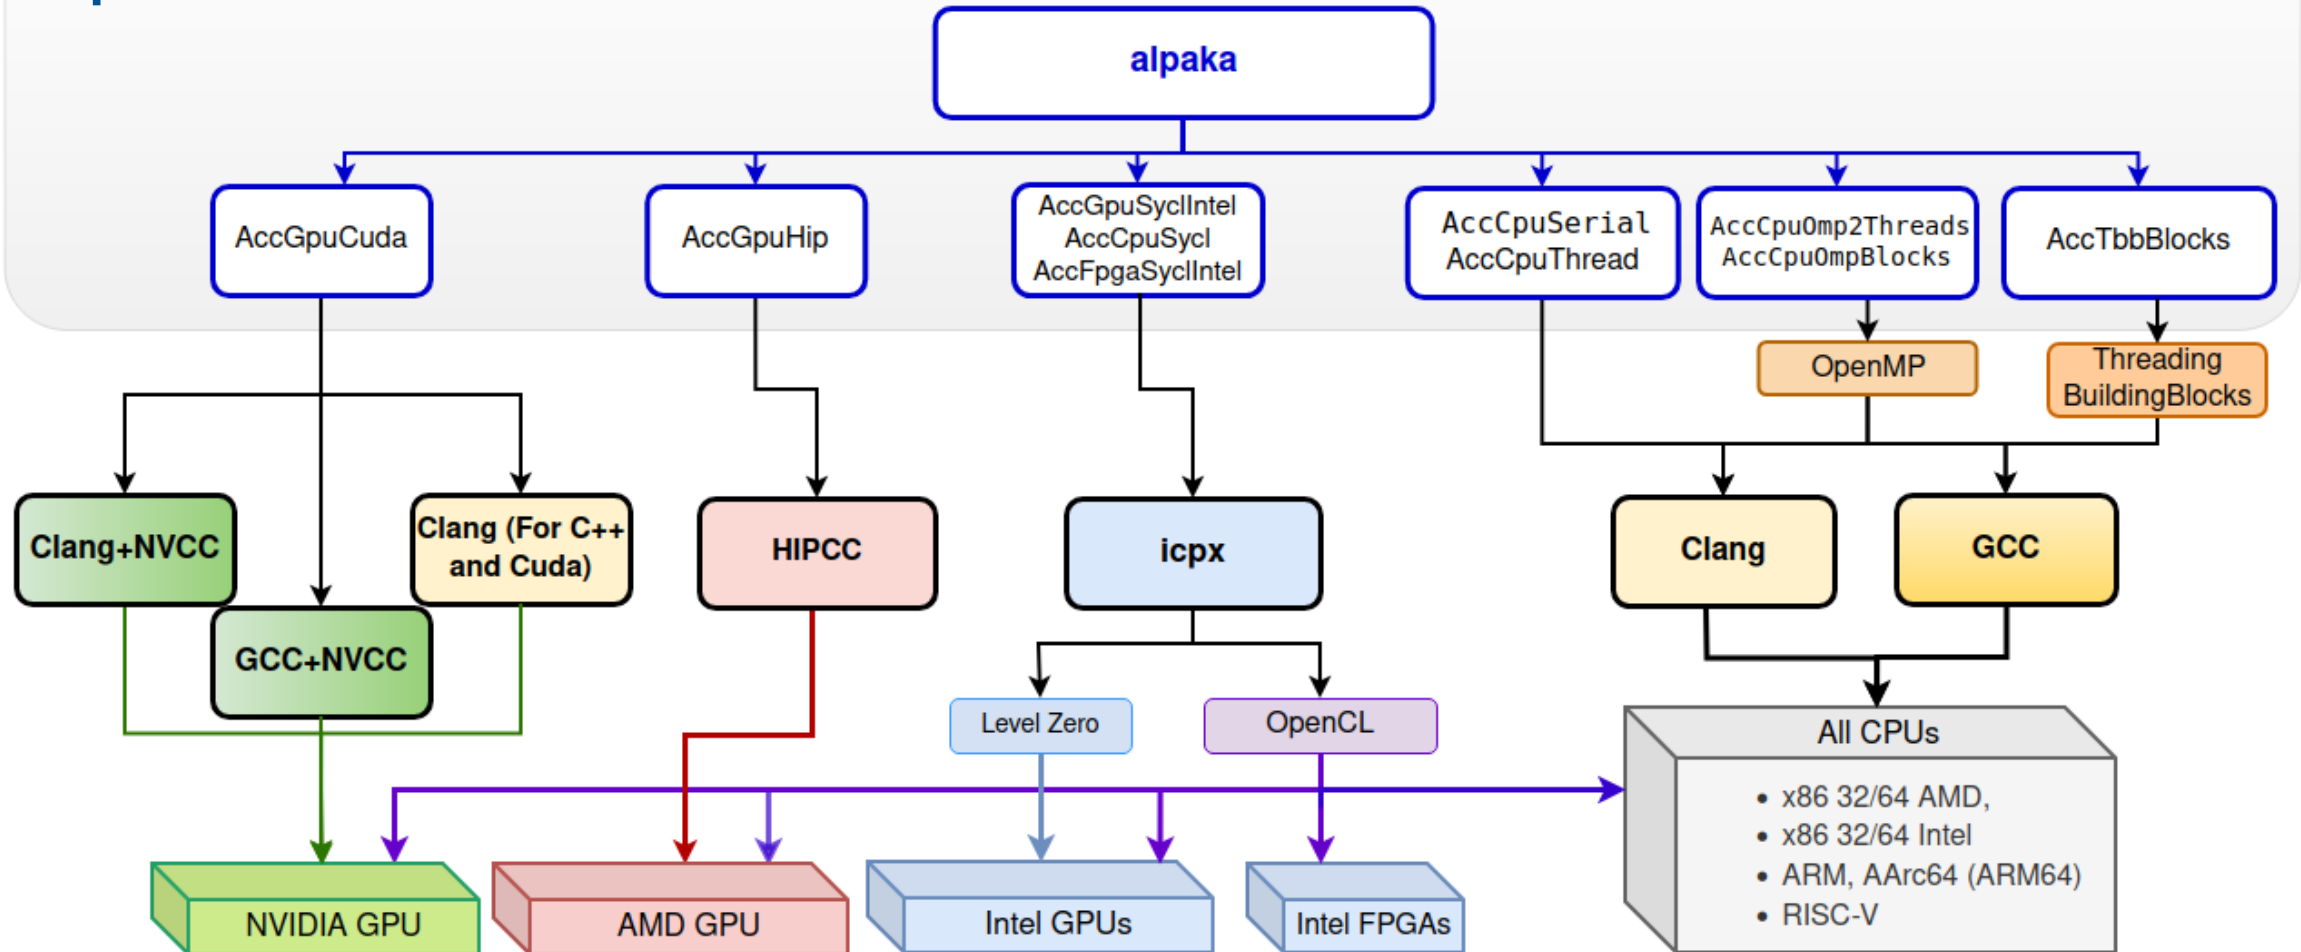 alpaka
AccGpuCuda
AccGpuHip
AccGpuSyclIntel
AccCpuSycl
AccFpgaSyclIntel
AccCpuSerial
AccCpuThread
AccCpuOmp2Threads
AccCpuOmpBlocks
AccTbbBlocks
OpenMP
Threading
BuildingBlocks
Clang+NVCC
GCC+NVCC
Clang (For C++
and Cuda)
HIPCC
icpx
Clang
GCC
Level Zero
OpenCL
NVIDIA GPU
AMD GPU
Intel GPUs
Intel FPGAs
All CPUs
• x86 32/64 AMD,
• x86 32/64 Intel
• ARM, AArc64 (ARM64)
• RISC-V